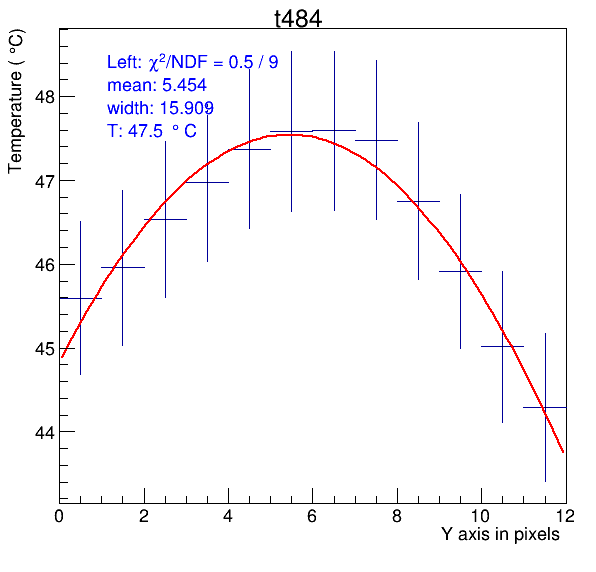 t484
Temperature ( °C)
Left: χ²/NDF = 0.5 / 9
mean: 5.454
width: 15.909
T: 47.5 ° C
48
47
46
45
44
0 2 4 6 8 10 12
Y axis in pixels